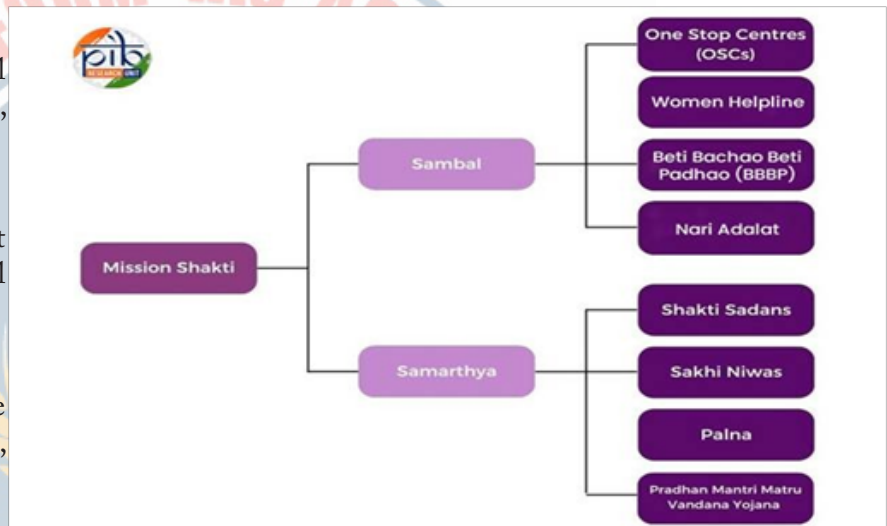 pib
RESEARCH UNIT
Mission Shakti
Sambal
One Stop Centres
(OSCs)
Women Helpline
Beti Bachao Beti
Padhao (BBBP)
Nari Adalat
Samarthya
Shakti Sadans
Sakhi Niwas
Palna
Pradhan Mantri Matru
Vandana Yojana